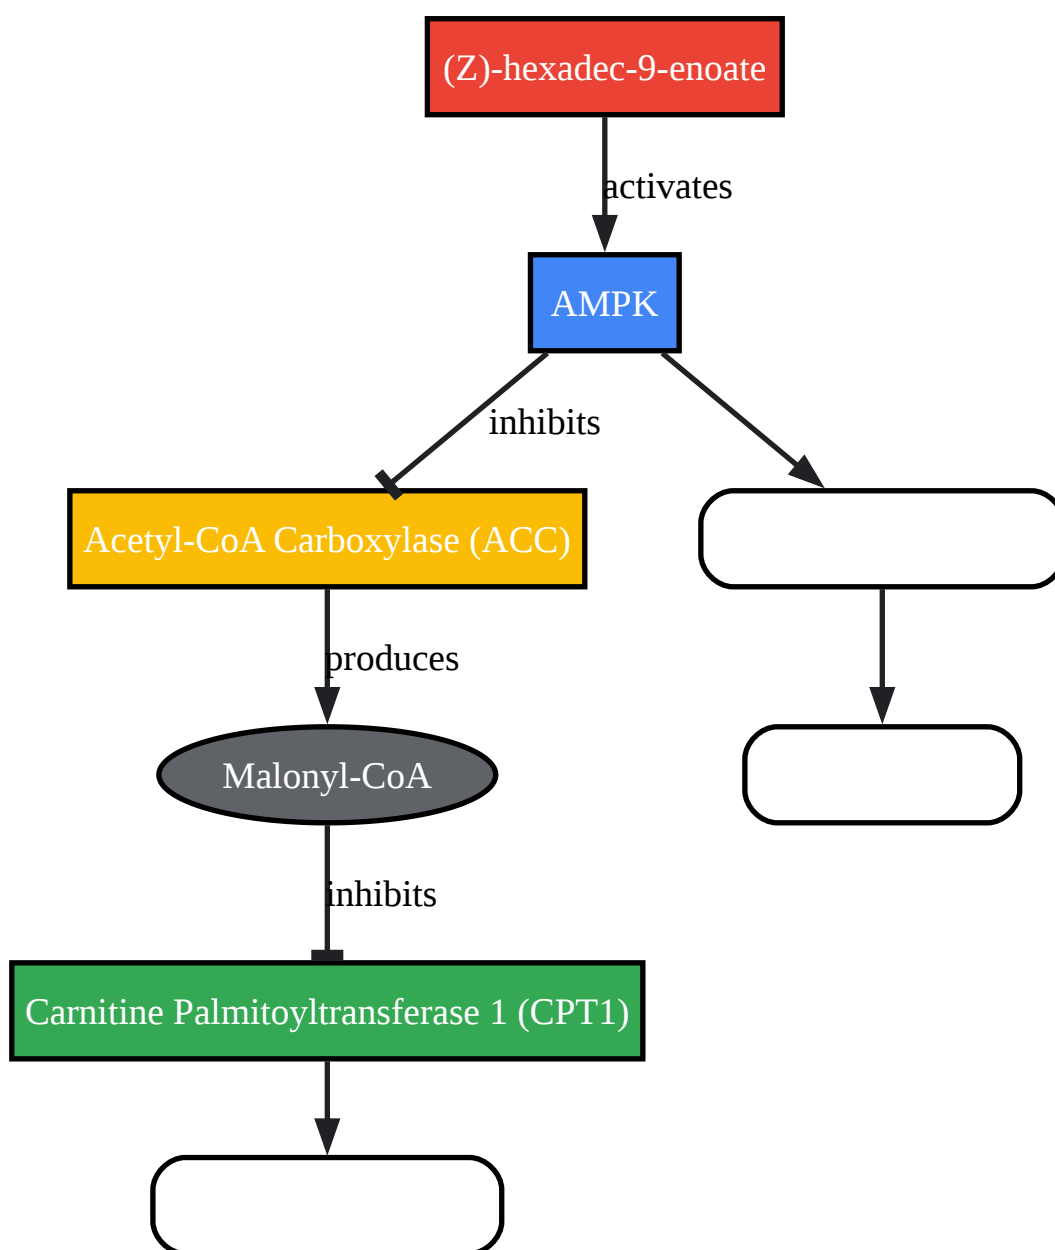 (Z)-hexadec-9-enoate
activates
AMPK
inhibits
Acetyl-CoA Carboxylase (ACC)
produces
Malonyl-CoA
inhibits
Carnitine Palmitoyltransferase 1 (CPT1)